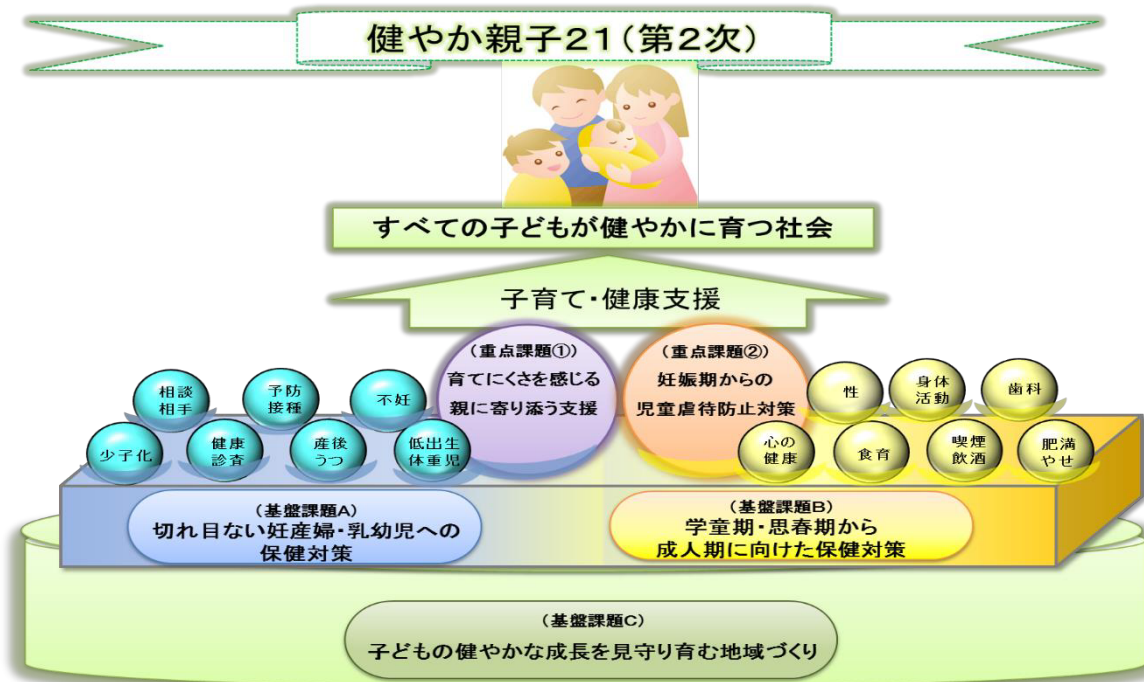 健やか親子21(第2次)
すべての子どもが健やかに育つ社会
子育て・健康支援
(重点課題①)
育てにくさを感じる
親に寄り添う支援
(重点課題②)
妊娠期からの
児童虐待防止対策
相談
相手
予防
接種
不妊
少子化
健康
診査
産後
うつ
低出生
体重児
性
身体
活動
歯科
心の
健康
食育
喫煙
飲酒
肥満
やせ
(基盤課題A)
切れ目ない妊産婦・乳幼児への
保健対策
(基盤課題B)
学童期・思春期から
成人期に向けた保健対策
(基盤課題C)
子どもの健やかな成長を見守り育む地域づくり